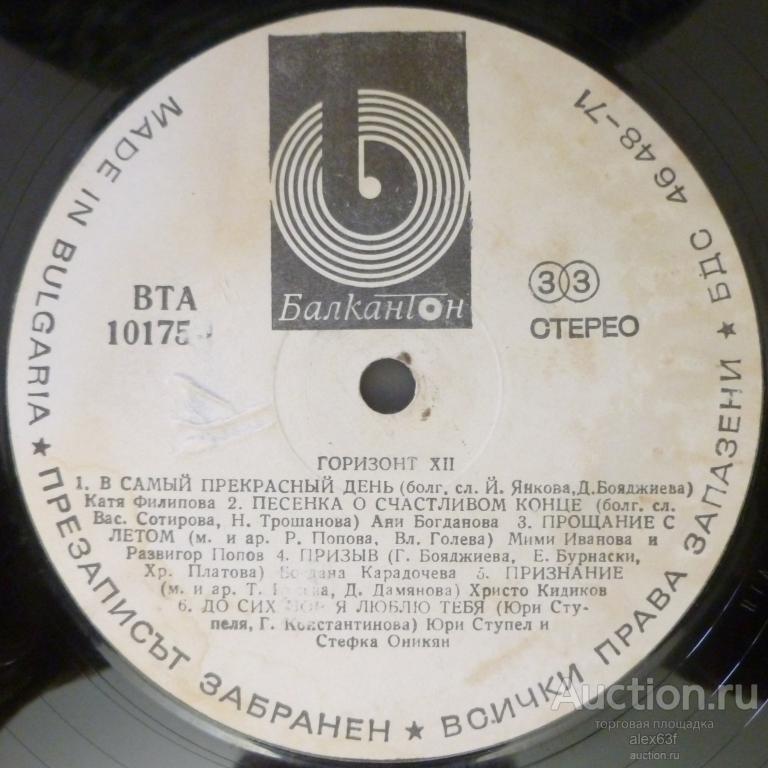 Балкантон
ВТА
10175
33
СТЕРЕО
ГОРИЗОНТ XII
1. В САМЫЙ ПРЕКРАСНЫЙ ДЕНЬ (болг. сл. Й. Янкова, Д. Бояджиева)
Катя Филипова 2. ПЕСЕНКА О СЧАСТЛИВОМ КОНЦЕ (болг. сл.
Вас. Сотирова, Н. Трошанова) Ани Богданова 3. ПРОЩАНИЕ С
ЛЕТОМ (м. и ар. Р. Попова, Вл. Голева) Мими Иванова и
Развигор Попов 4. ПРИЗЫВ (Г. Бояджиева, Е. Бурнаски,
Хр. Платова) Богдана Карадочева 5. ПРИЗНАНИЕ
(м. и ар. Т. Д. Дамянова) Христо Кидиков
6. ДО СИХ ПОР Я ЛЮБЛЮ ТЕБЯ (Юри Сту-
пеля, Г. Константинова) Юри Ступел и
Стефка Оникян
MADE IN BULGARIA ★ ПРЕЗАПИСЪТ ЗАБРАНЕН ★ ВСИЧКИ ПРАВА ЗАПАЗЕНИ ★ БДС 4648-71
Auction.ru
торговая площадка
alex63f
auction.ru